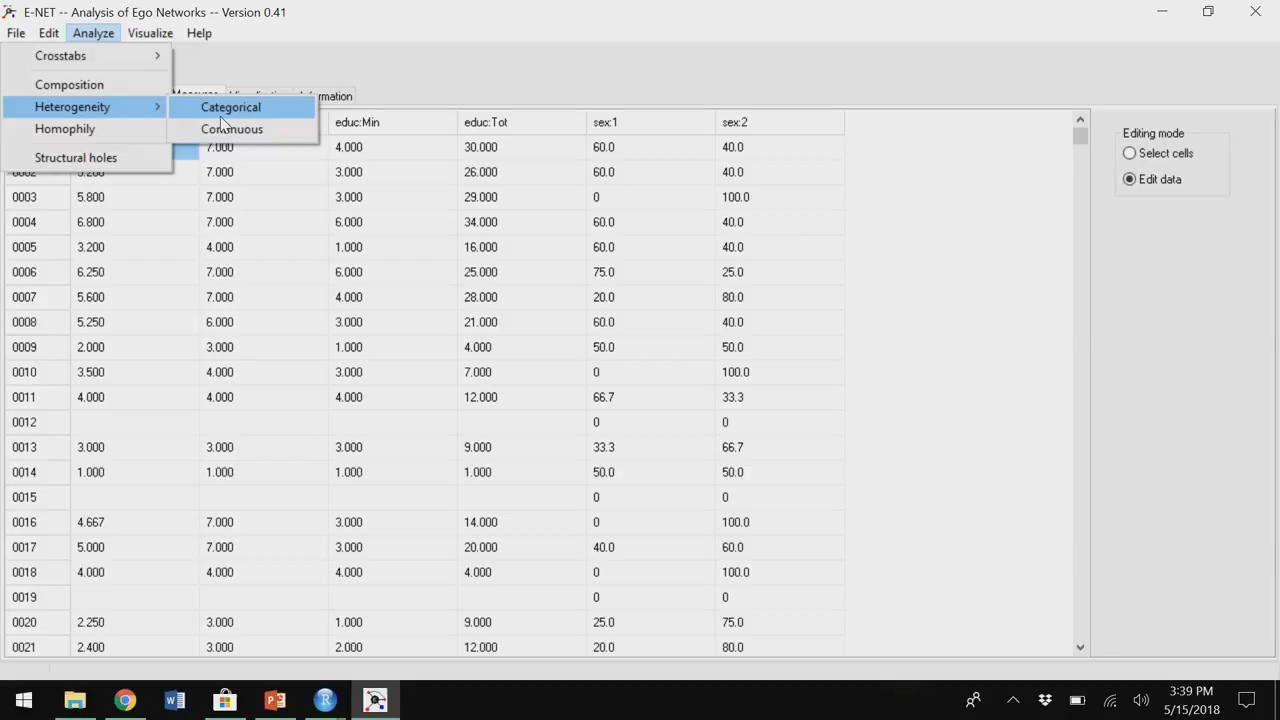 E-NET -- Analysis of Ego Networks -- Version 0.41
File Edit Analyze Visualize Help
Crosstabs
Composition
Heterogeneity
Homophily
Structural holes
Categorical
Continuous
educ:Min educ:Tot sex:1 sex:2
7.000 4.000 30.000 60.0 40.0
0002 5.200 7.000 3.000 26.000 60.0 40.0
0003 5.800 7.000 3.000 29.000 0 100.0
0004 6.800 7.000 6.000 34.000 60.0 40.0
0005 3.200 4.000 1.000 16.000 60.0 40.0
0006 6.250 7.000 6.000 25.000 75.0 25.0
0007 5.600 7.000 4.000 28.000 20.0 80.0
0008 5.250 6.000 3.000 21.000 60.0 40.0
0009 2.000 3.000 1.000 4.000 50.0 50.0
0010 3.500 4.000 3.000 7.000 0 100.0
0011 4.000 4.000 4.000 12.000 66.7 33.3
0012 0 0
0013 3.000 3.000 3.000 9.000 33.3 66.7
0014 1.000 1.000 1.000 1.000 50.0 50.0
0015 0 0
0016 4.667 7.000 3.000 14.000 0 100.0
0017 5.000 7.000 3.000 20.000 40.0 60.0
0018 4.000 4.000 4.000 4.000 0 100.0
0019 0 0
0020 2.250 3.000 1.000 9.000 25.0 75.0
0021 2.400 3.000 2.000 12.000 20.0 80.0
Editing mode
Select cells
Edit data
3:39 PM
5/15/2018